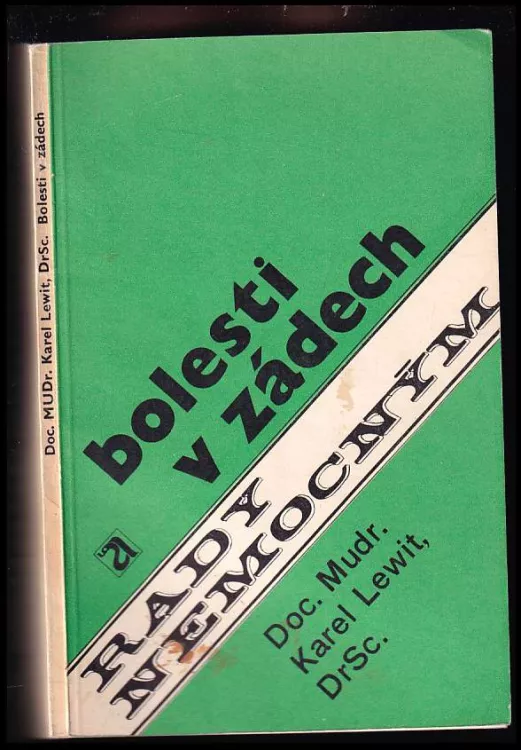 Doc. MUDr. Karel Lewit, DrSc. Bolesti v zádech
bolesti
v zádech
RADY
NEMOCNÝM
Doc. Mudr.
Karel Lewit,
DrSc.